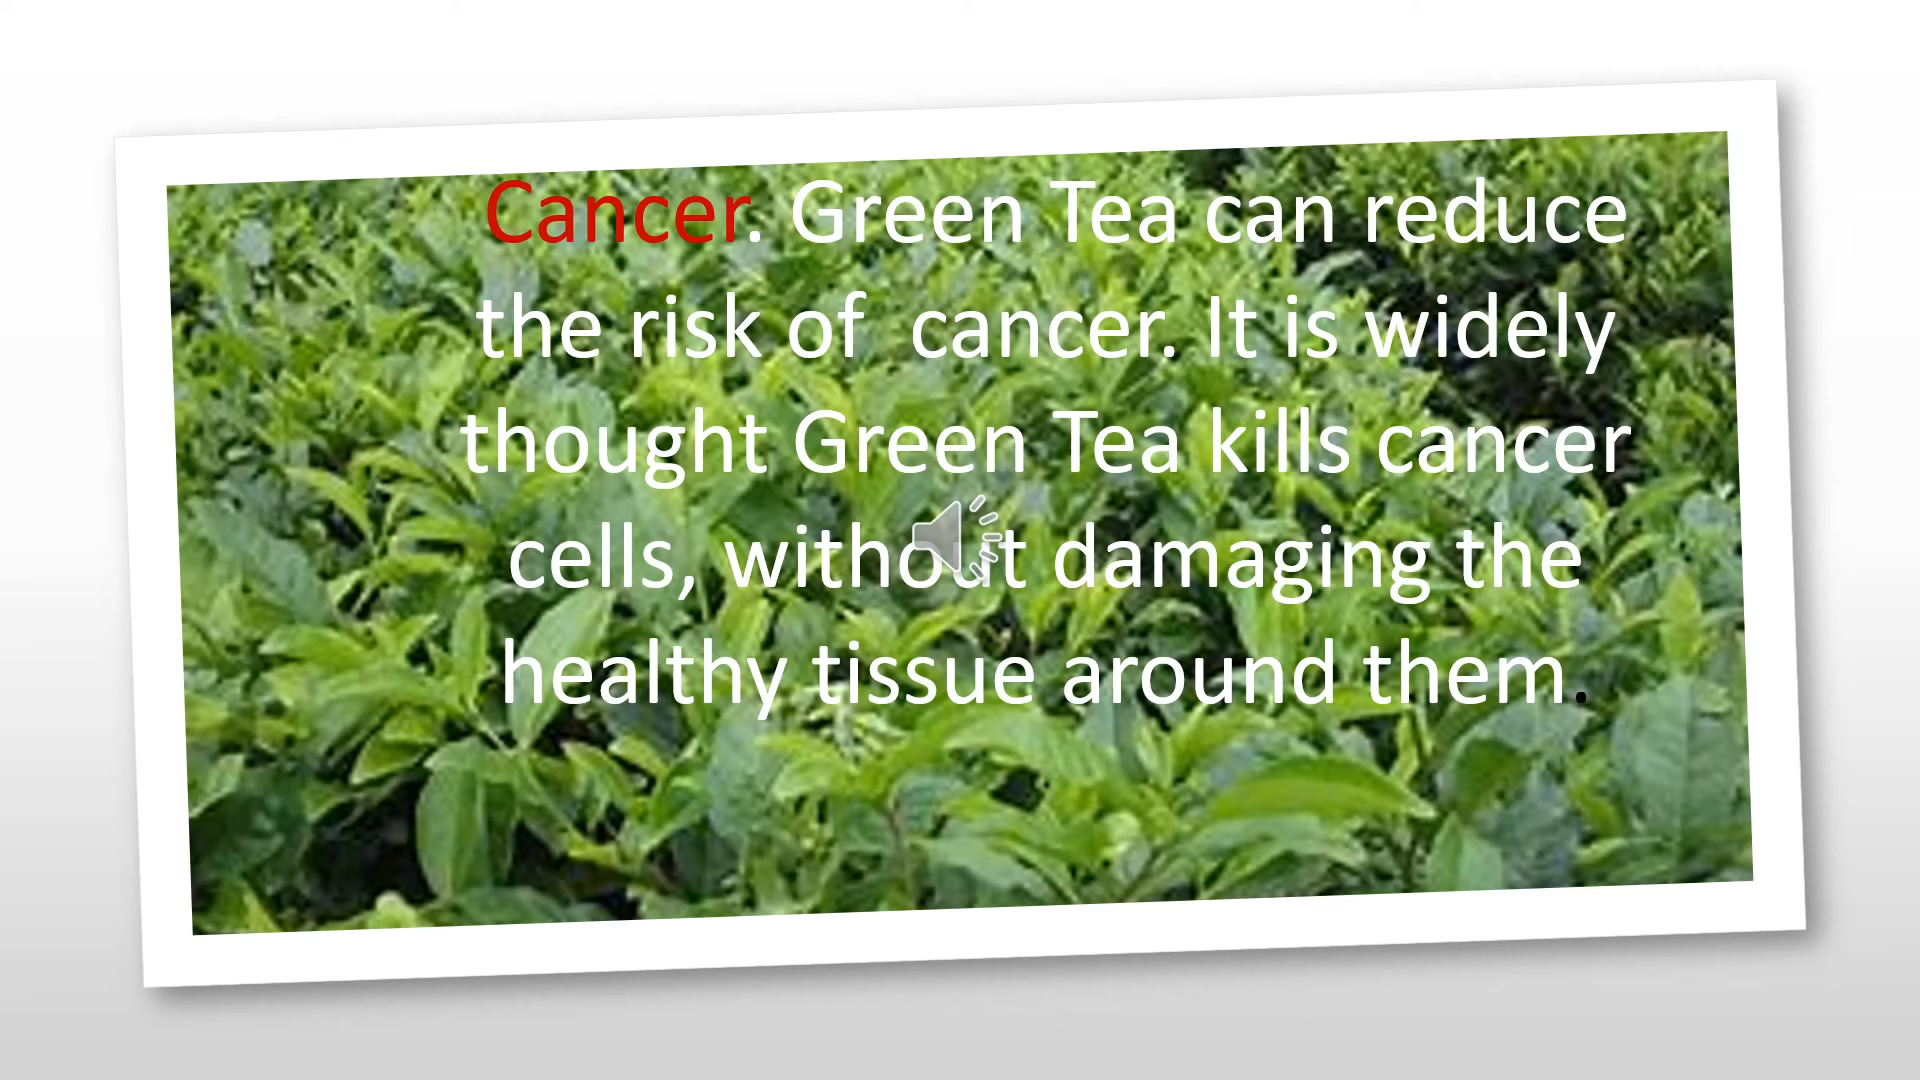 Cancer. Green Tea can reduce
the risk of  cancer. It is widely
thought Green Tea kills cancer
cells, without damaging the
healthy tissue around them.